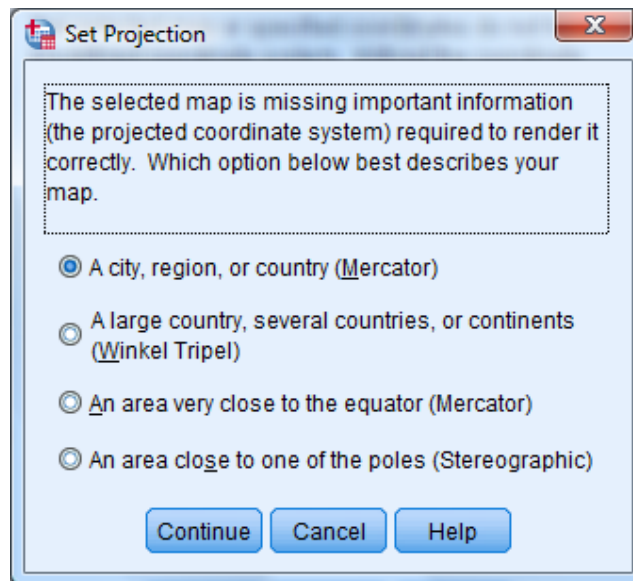 Set Projection
The selected map is missing important information
(the projected coordinate system) required to render it
correctly. Which option below best describes your
map.
A city, region, or country (Mercator)
A large country, several countries, or continents
(Winkel Tripel)
An area very close to the equator (Mercator)
An area close to one of the poles (Stereographic)
Continue Cancel Help